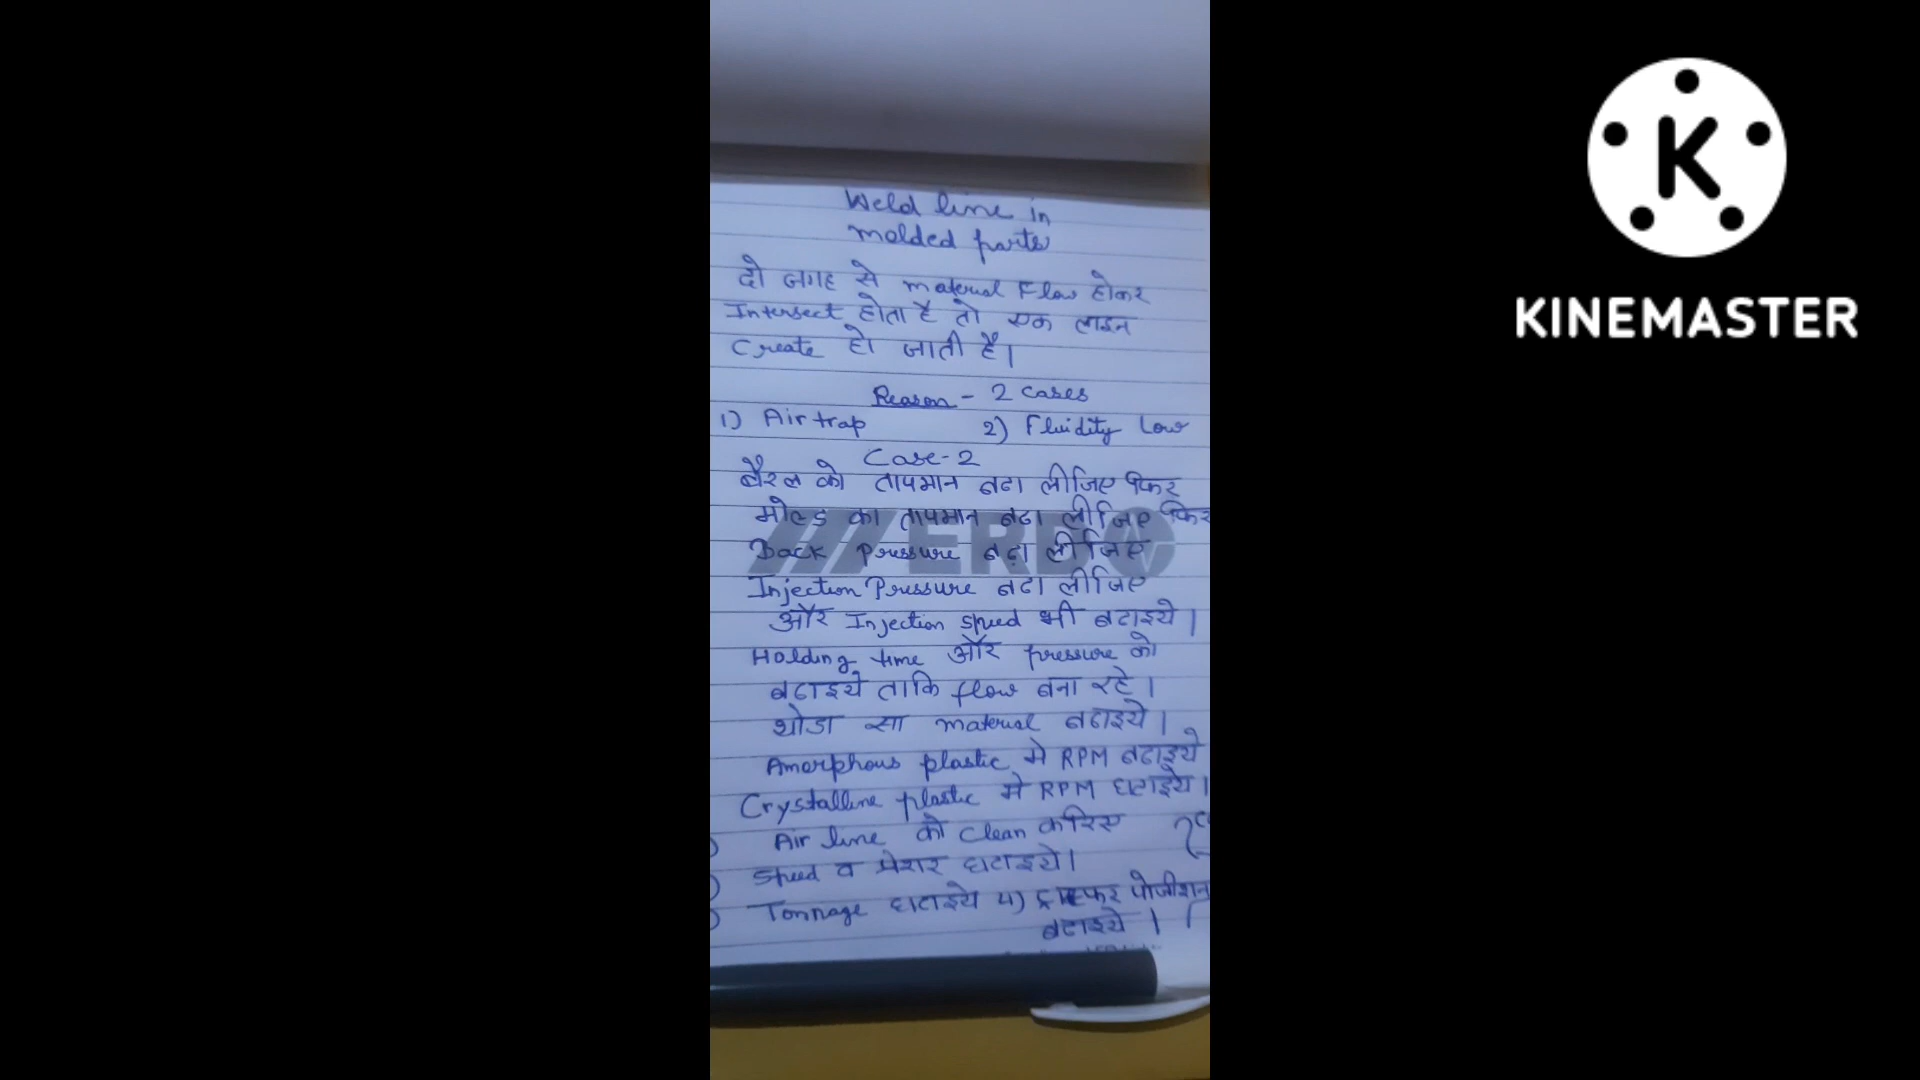 Weld line in
molded parts
दो जगह से material Flow होकर
Intersect होता है तो एक लाइन
Create हो जाती है।
Reason - 2 cases
1) Air trap 2) Fluidity Low
Case-2
बैरल को तापमान बढा लीजिए फिर
मोल्ड का तापमान बढा लीजिए फिर
Back Pressure बढ़ा लीजिए
Injection Pressure बढा लीजिए
और Injection speed भी बढाइये।
Holding time और pressure को
बढाइये ताकि flow बना रहे।
थोडा सा material बढाइये।
Amorphous plastic मे RPM बढाइये
Crystalline plastic मे RPM घटाइये।
Air line को Clean करिए
Speed व प्रेशर घटाइये।
Tonnage घटाइये 4) पोजीशन
बढाइये।
K
KINEMASTER